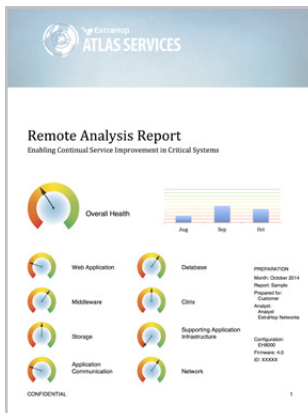 ExtraHop
ATLAS SERVICES
Remote Analysis Report
Enabling Continual Service Improvement in Critical Systems
Overall Health
Aug Sep Oct
Web Application
Database
Middleware
Citrix
Storage
Supporting Application
Infrastructure
Application
Communication
Network
PREPARATION
Month: October 2014
Report: Sample
Prepared for:
Customer
Analyst:
Analyst
ExtraHop Networks
Configuration:
EH8000
Firmware: 4.0
ID: XXXXX
CONFIDENTIAL
1